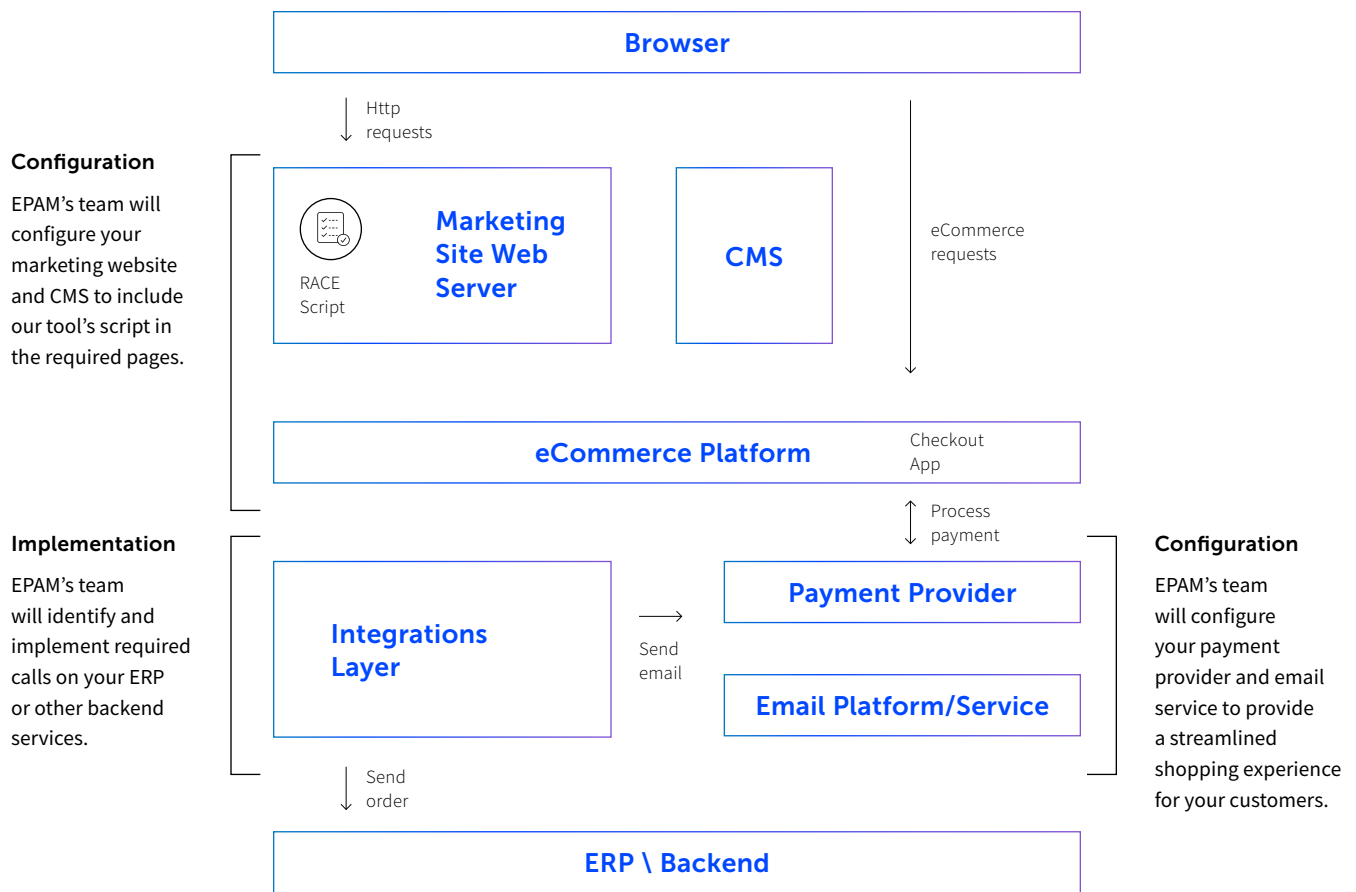 Browser
Http
requests
Configuration
EPAM’s team will
configure your
marketing website
and CMS to include
our tool’s script in
the required pages.
RACE
Script
Marketing
Site Web
Server
CMS
eCommerce
requests
eCommerce Platform
Checkout
App
Process
payment
Implementation
EPAM’s team
will identify and
implement required
calls on your ERP
or other backend
services.
Integrations
Layer
Send
email
Payment Provider
Email Platform/Service
Configuration
EPAM’s team
will configure
your payment
provider and email
service to provide
a streamlined
shopping experience
for your customers.
Send
order
ERP \ Backend